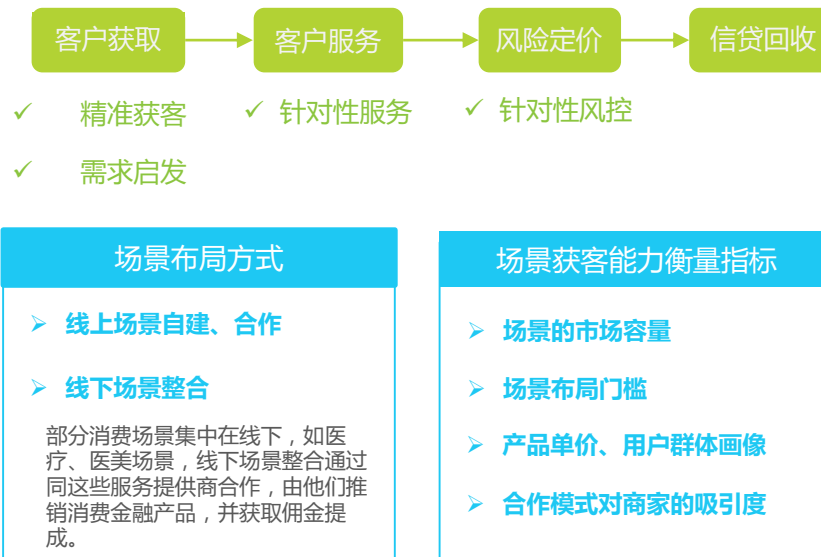 客户获取
客户服务
风险定价
信贷回收
✓ 精准获客
✓ 针对性服务
✓ 针对性风控
✓ 需求启发
场景布局方式
➢ 线上场景自建、合作
➢ 线下场景整合
部分消费场景集中在线下，如医
疗、医美场景，线下场景整合通过
同这些服务提供商合作，由他们推
销消费金融产品，并获取佣金提
成。
场景获客能力衡量指标
➢ 场景的市场容量
➢ 场景布局门槛
➢ 产品单价、用户群体画像
➢ 合作模式对商家的吸引度